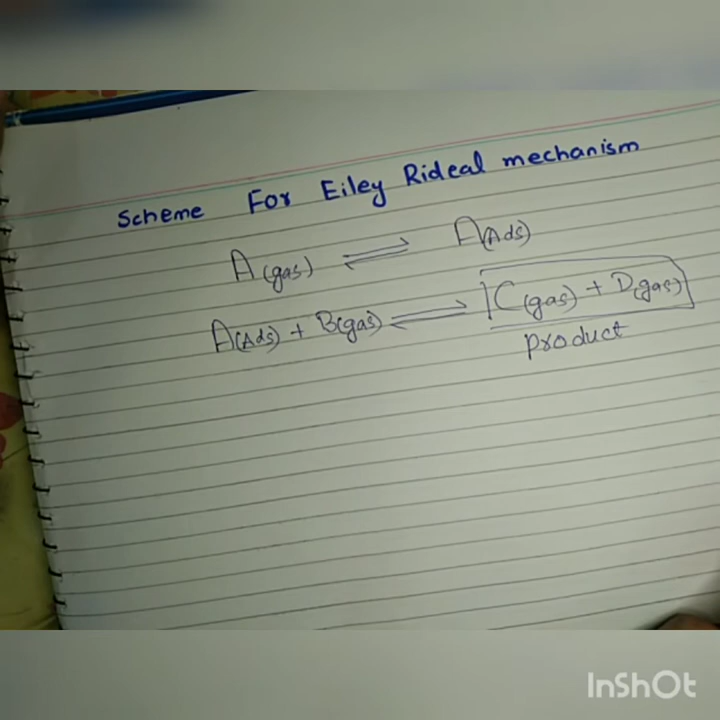 Scheme For Eiley Rideal mechanism
A(gas) ⇌ A(Ads)
A(Ads) + B(gas) ⇌ C(gas) + D(gas)
product
InShOt